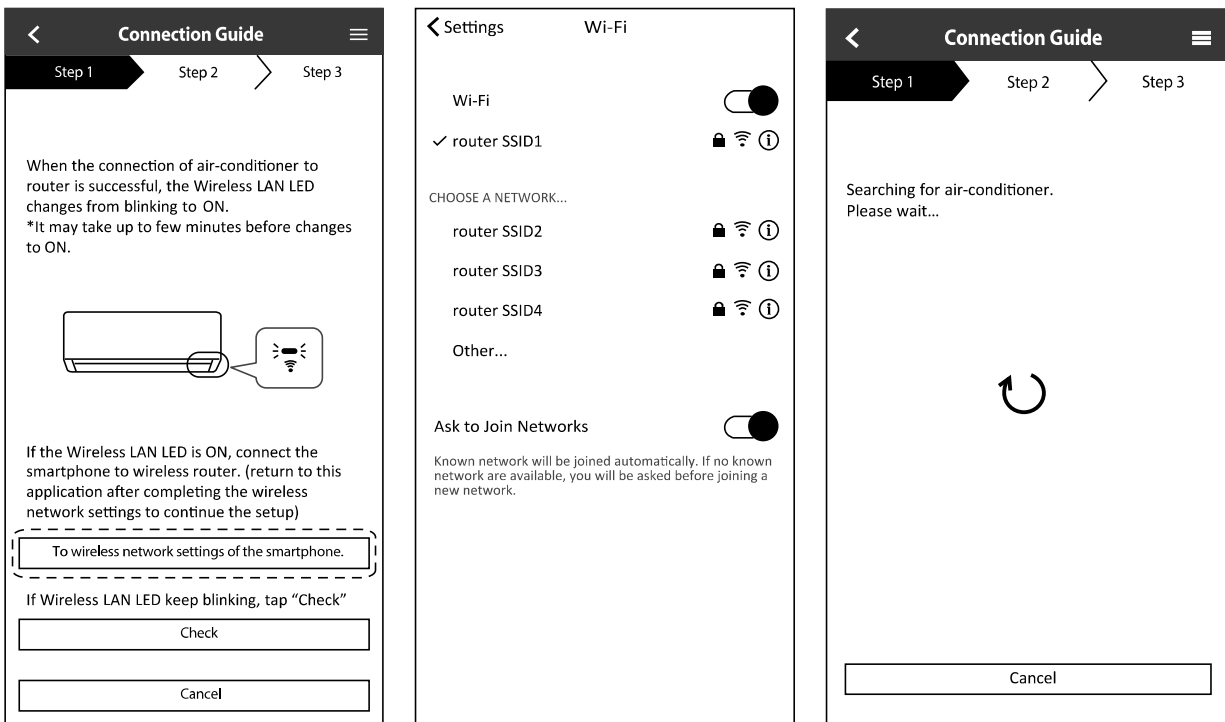 Connection Guide
Step 1
Step 2
Step 3
When the connection of air-conditioner to
router is successful, the Wireless LAN LED
changes from blinking to ON.
*It may take up to few minutes before changes
to ON.
If the Wireless LAN LED is ON, connect the
smartphone to wireless router. (return to this
application after completing the wireless
network settings to continue the setup)
To wireless network settings of the smartphone.
If Wireless LAN LED keep blinking, tap “Check”
Check
Cancel
Settings
Wi-Fi
Wi-Fi
router SSID1
CHOOSE A NETWORK...
router SSID2
router SSID3
router SSID4
Other...
Ask to Join Networks
Known network will be joined automatically. If no known
network are available, you will be asked before joining a
new network.
Connection Guide
Step 1
Step 2
Step 3
Searching for air-conditioner.
Please wait...
Cancel